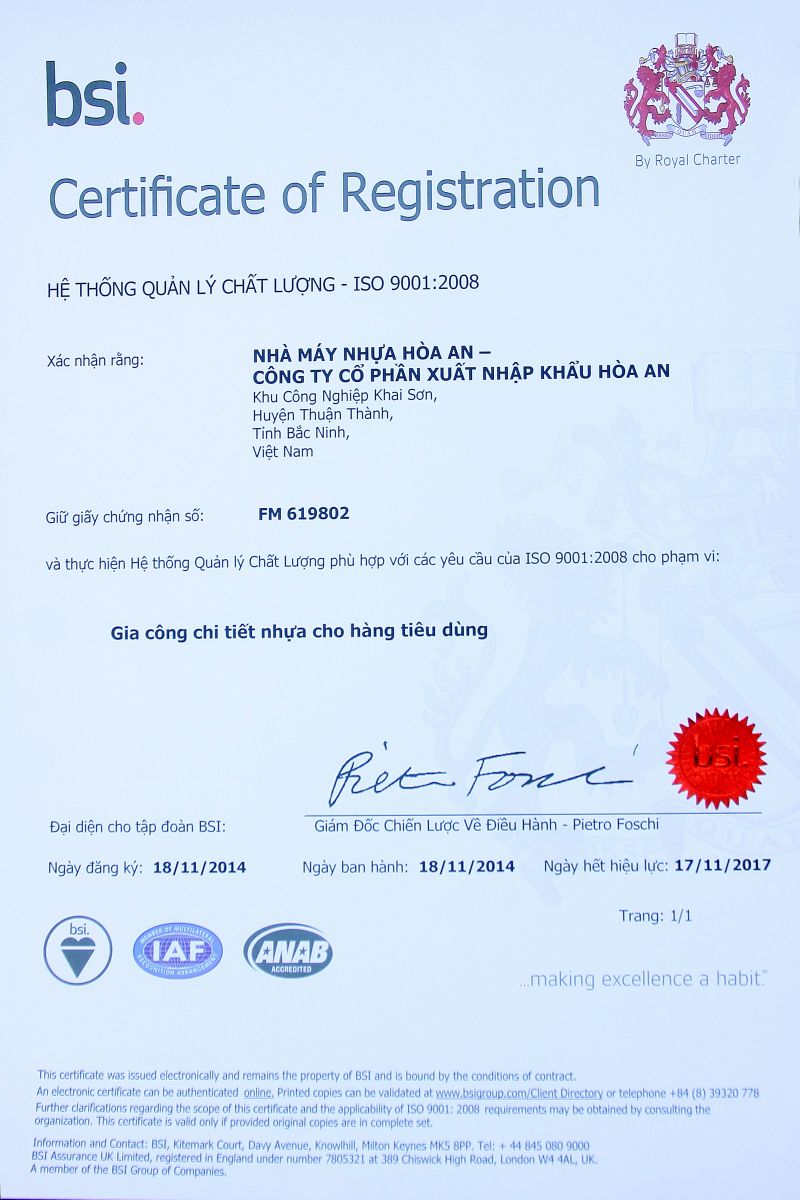 bsi.
By Royal Charter
Certificate of Registration
HỆ THỐNG QUẢN LÝ CHẤT LƯỢNG - ISO 9001:2008
Xác nhận rằng:
NHÀ MÁY NHỰA HÒA AN –
CÔNG TY CỔ PHẦN XUẤT NHẬP KHẨU HÒA AN
Khu Công Nghiệp Khai Sơn,
Huyện Thuận Thành,
Tỉnh Bắc Ninh,
Việt Nam
Giữ giấy chứng nhận số: FM 619802
và thực hiện Hệ thống Quản lý Chất Lượng phù hợp với các yêu cầu của ISO 9001:2008 cho phạm vi:
Gia công chi tiết nhựa cho hàng tiêu dùng
bsi.
Pietro Foschi
Đại diện cho tập đoàn BSI: Giám Đốc Chiến Lược Về Điều Hành - Pietro Foschi
Ngày đăng ký: 18/11/2014 Ngày ban hành: 18/11/2014 Ngày hết hiệu lực: 17/11/2017
Trang: 1/1
bsi.
MEMBER OF MULTILATERAL
IAF
RECOGNITION ARRANGEMENT
ANAB
ACCREDITED
...making excellence a habit.™
This certificate was issued electronically and remains the property of BSI and is bound by the conditions of contract.
An electronic certificate can be authenticated online. Printed copies can be validated at www.bsigroup.com/Client Directory or telephone +84 (8) 39320 778
Further clarifications regarding the scope of this certificate and the applicability of ISO 9001: 2008 requirements may be obtained by consulting the
organization. This certificate is valid only if provided original copies are in complete set.
Information and Contact: BSI, Kitemark Court, Davy Avenue, Knowlhill, Milton Keynes MK5 8PP. Tel: + 44 845 080 9000
BSI Assurance UK Limited, registered in England under number 7805321 at 389 Chiswick High Road, London W4 4AL, UK.
A member of the BSI Group of Companies.